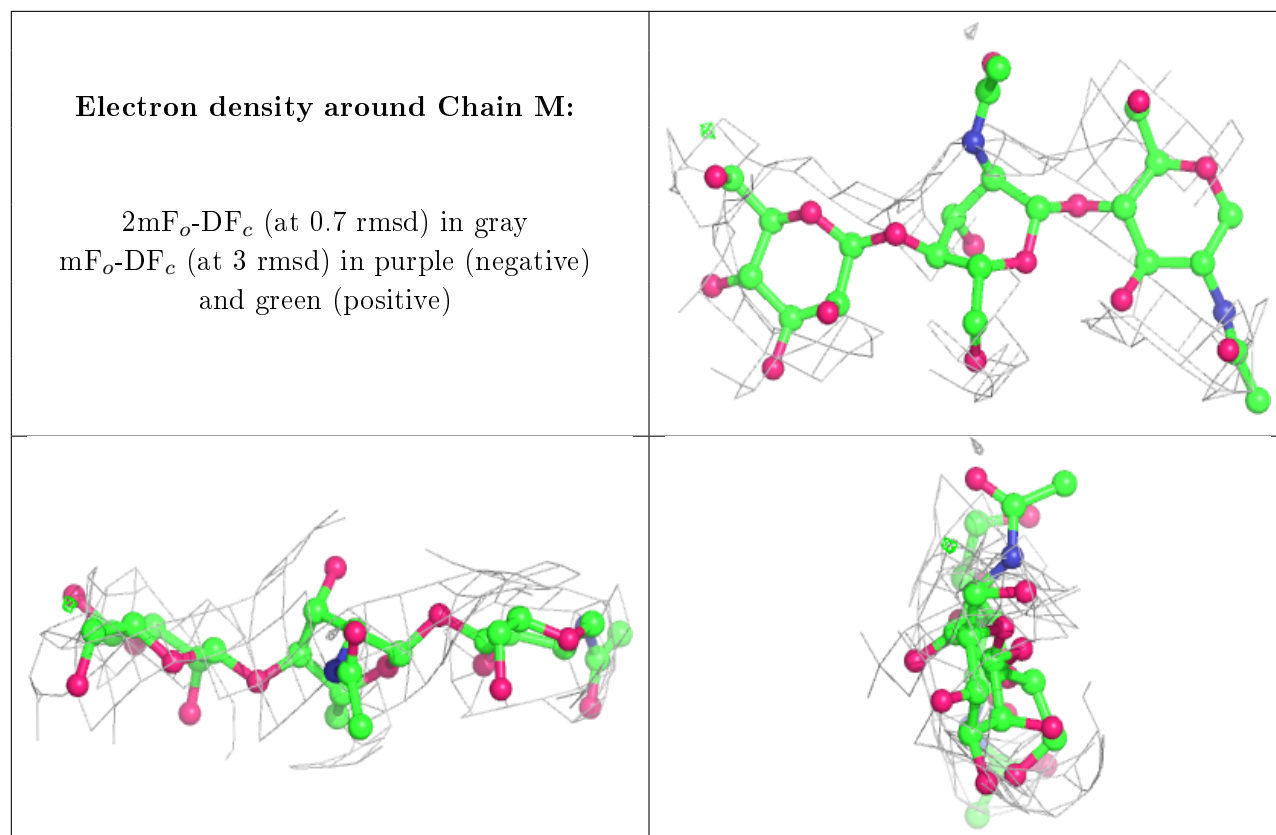 Electron density around Chain M:
2mFo-DFc (at 0.7 rmsd) in gray
mFo-DFc (at 3 rmsd) in purple (negative)
and green (positive)